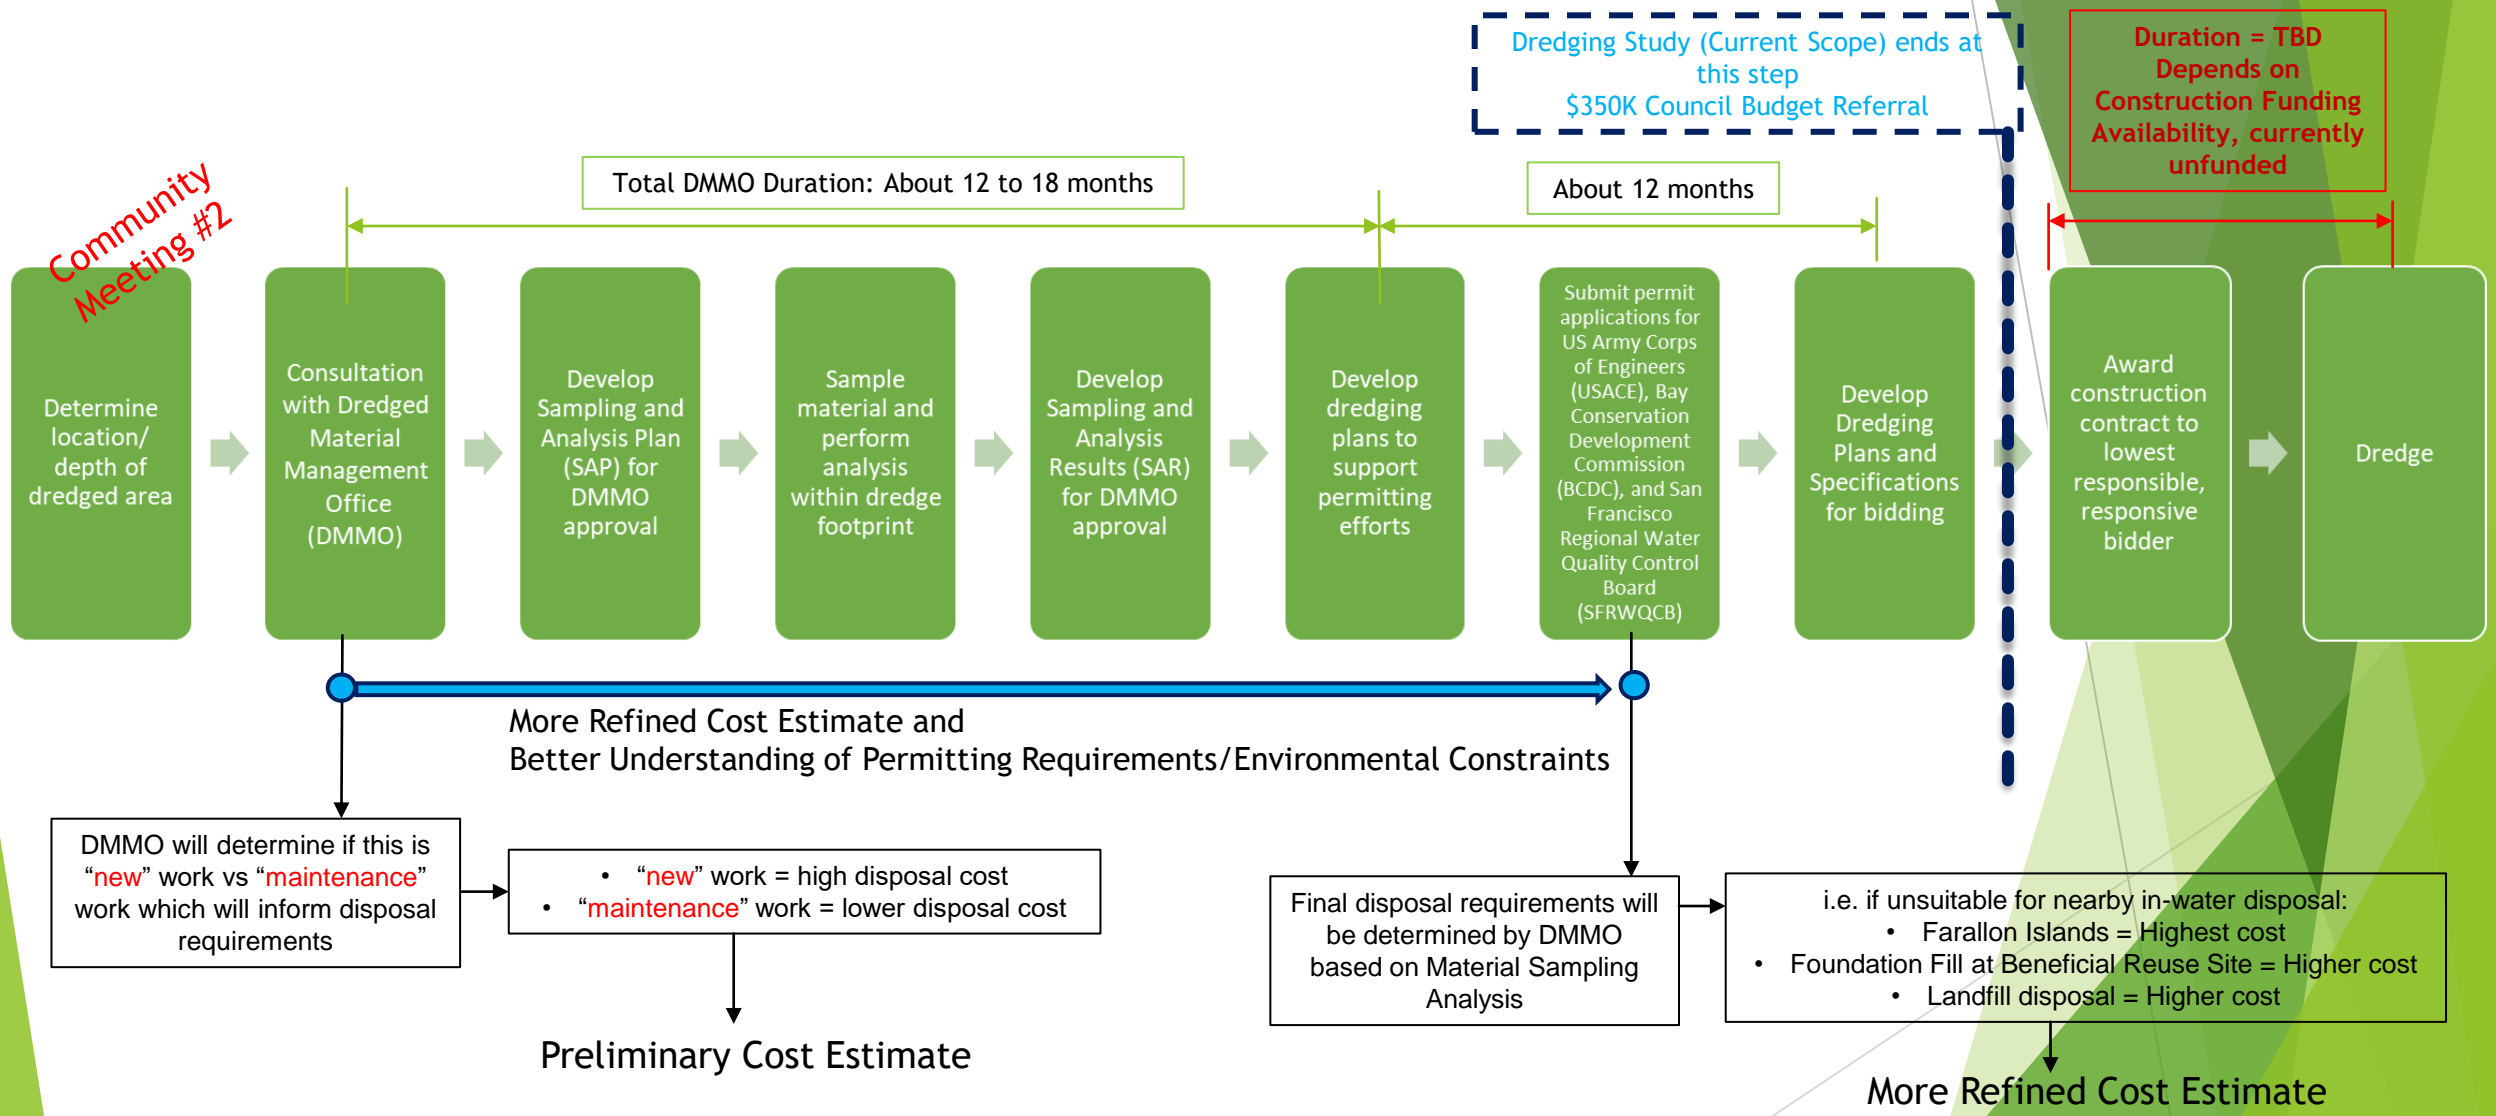 Dredging Study (Current Scope) ends at
this step
$350K Council Budget Referral
Duration = TBD
Depends on
Construction Funding
Availability, currently
unfunded
Total DMMO Duration: About 12 to 18 months
About 12 months
Community
Meeting #2
Determine
location/
depth of
dredged area
Consultation
with Dredged
Material
Management
Office
(DMMO)
Develop
Sampling and
Analysis Plan
(SAP) for
DMMO
approval
Sample
material and
perform
analysis
within dredge
footprint
Develop
Sampling and
Analysis
Results (SAR)
for DMMO
approval
Develop
dredging
plans to
support
permitting
efforts
Submit permit
applications for
US Army Corps
of Engineers
(USACE), Bay
Conservation
Development
Commission
(BCDC), and San
Francisco
Regional Water
Quality Control
Board
(SFRWQCB)
Develop
Dredging
Plans and
Specifications
for bidding
Award
construction
contract to
lowest
responsible,
responsive
bidder
Dredge
More Refined Cost Estimate and
Better Understanding of Permitting Requirements/Environmental Constraints
DMMO will determine if this is
“new” work vs “maintenance”
work which will inform disposal
requirements
• “new” work = high disposal cost
• “maintenance” work = lower disposal cost
Preliminary Cost Estimate
Final disposal requirements will
be determined by DMMO
based on Material Sampling
Analysis
i.e. if unsuitable for nearby in-water disposal:
• Farallon Islands = Highest cost
• Foundation Fill at Beneficial Reuse Site = Higher cost
• Landfill disposal = Higher cost
More Refined Cost Estimate